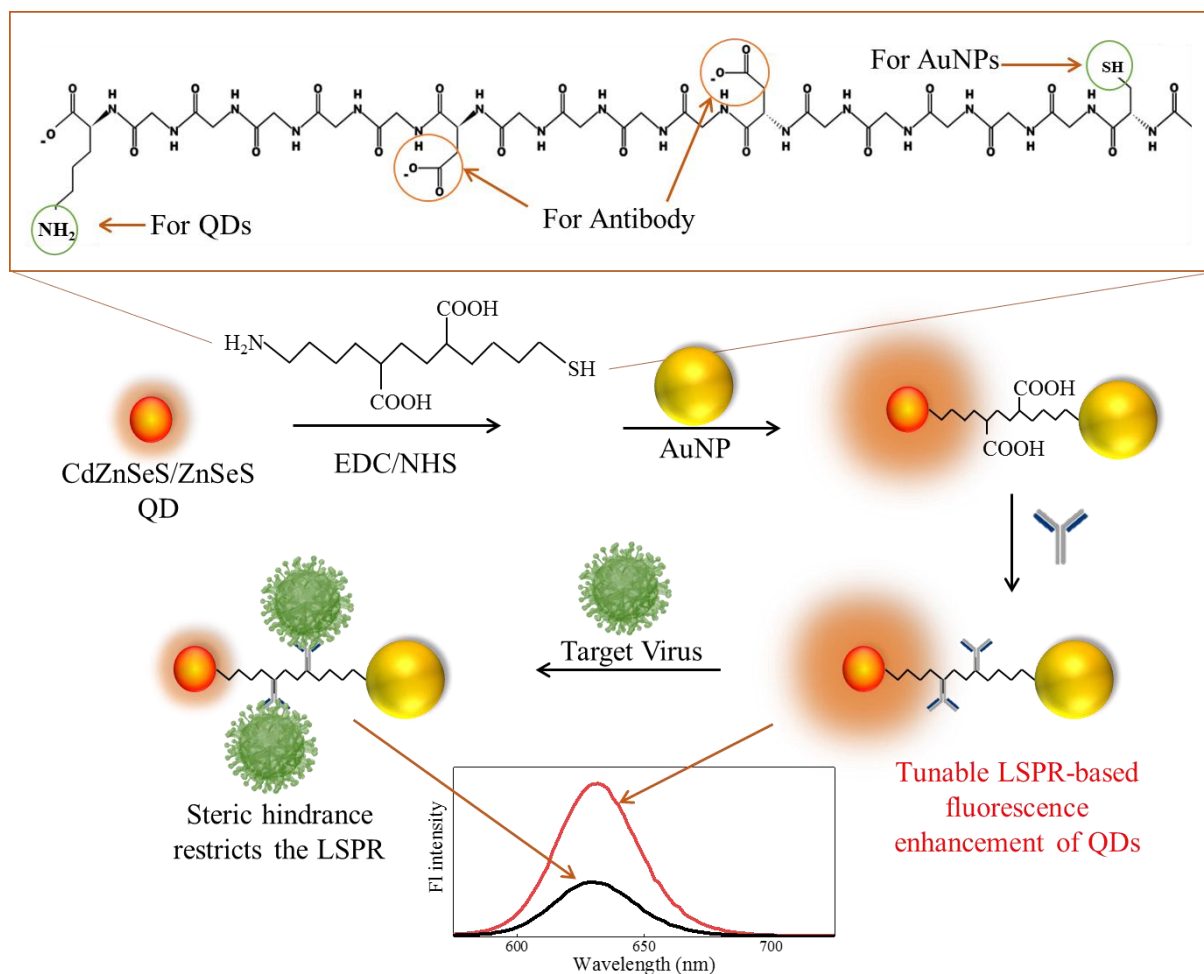 For AuNPs
SH
O
O
-
O O O O O O O O O O O O O O O O
-O
H H H H H H H H
N N N N N N N N
N N N N N N N N
H H H H H H H H
O O O O O O O O
O
-
O
NH2
For QDs
For Antibody
H2N
COOH
COOH
SH
CdZnSeS/ZnSeS
QD
EDC/NHS
AuNP
COOH
COOH
Target Virus
Steric hindrance
restricts the LSPR
Tunable LSPR-based
fluorescence
enhancement of QDs
Fl intensity
600 650 700
Wavelength (nm)